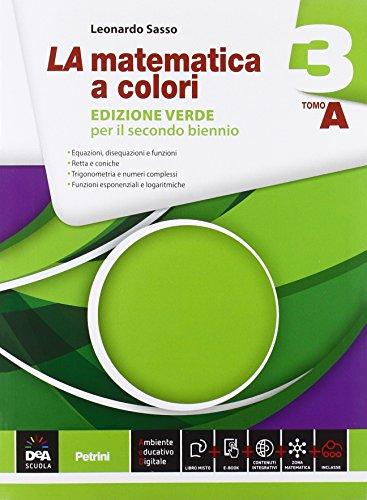 Leonardo Sasso
3
LA matematica
a colori
TOMO A
EDIZIONE VERDE
per il secondo biennio
• Equazioni, disequazioni e funzioni
• Retta e coniche
• Trigonometria e numeri complessi
• Funzioni esponenziali e logaritmiche
DeA
SCUOLA
Petrini
Ambiente
educativo
Digitale
LIBRO MISTO
E-BOOK
CONTENUTI
INTEGRATIVI
ZONA
MATEMATICA
INCLASSE